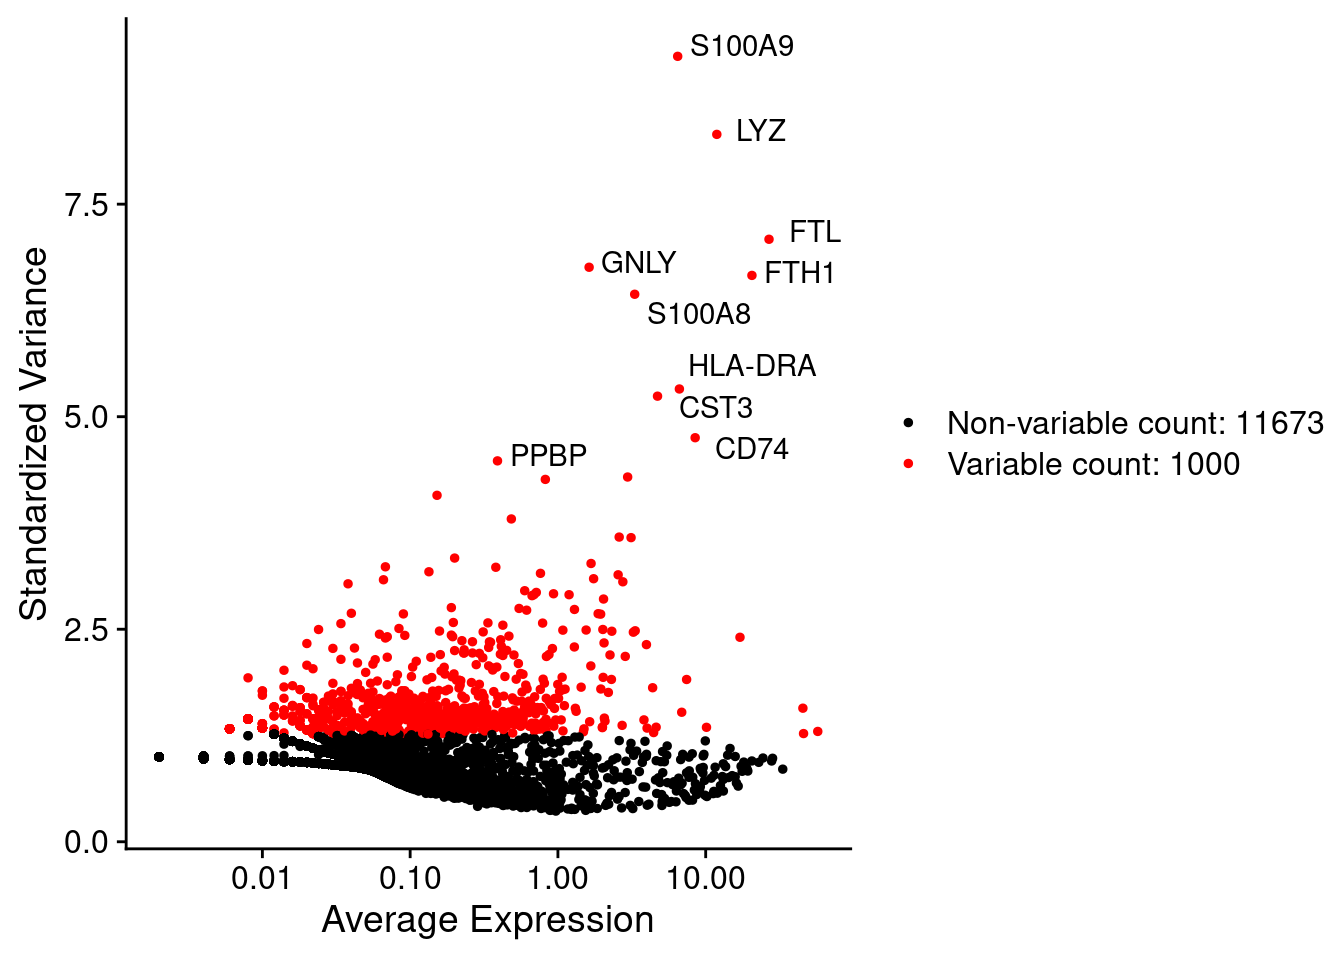 S100A9
LYZ
7.5
FTL
GNLY
FTH1
S100A8
HLA-DRA
CST3
5.0
CD74
PPBP
Non-variable count: 11673
Variable count: 1000
Standardized Variance
2.5
0.0
0.01
0.10
1.00
10.00
Average Expression